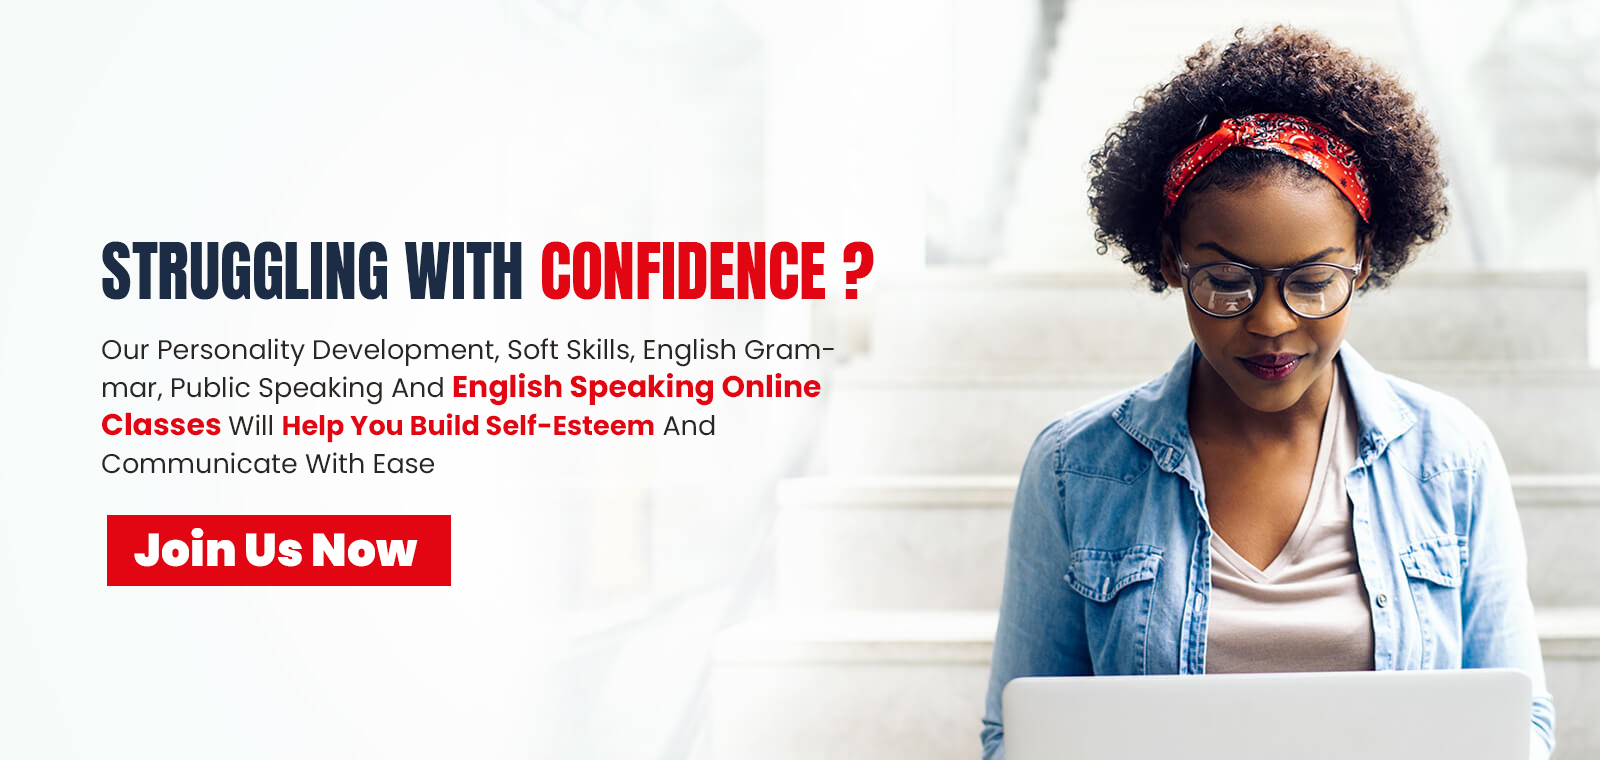 STRUGGLING WITH CONFIDENCE ?
Our Personality Development, Soft Skills, English Gram-
mar, Public Speaking And English Speaking Online
Classes Will Help You Build Self-Esteem And
Communicate With Ease
Join Us Now